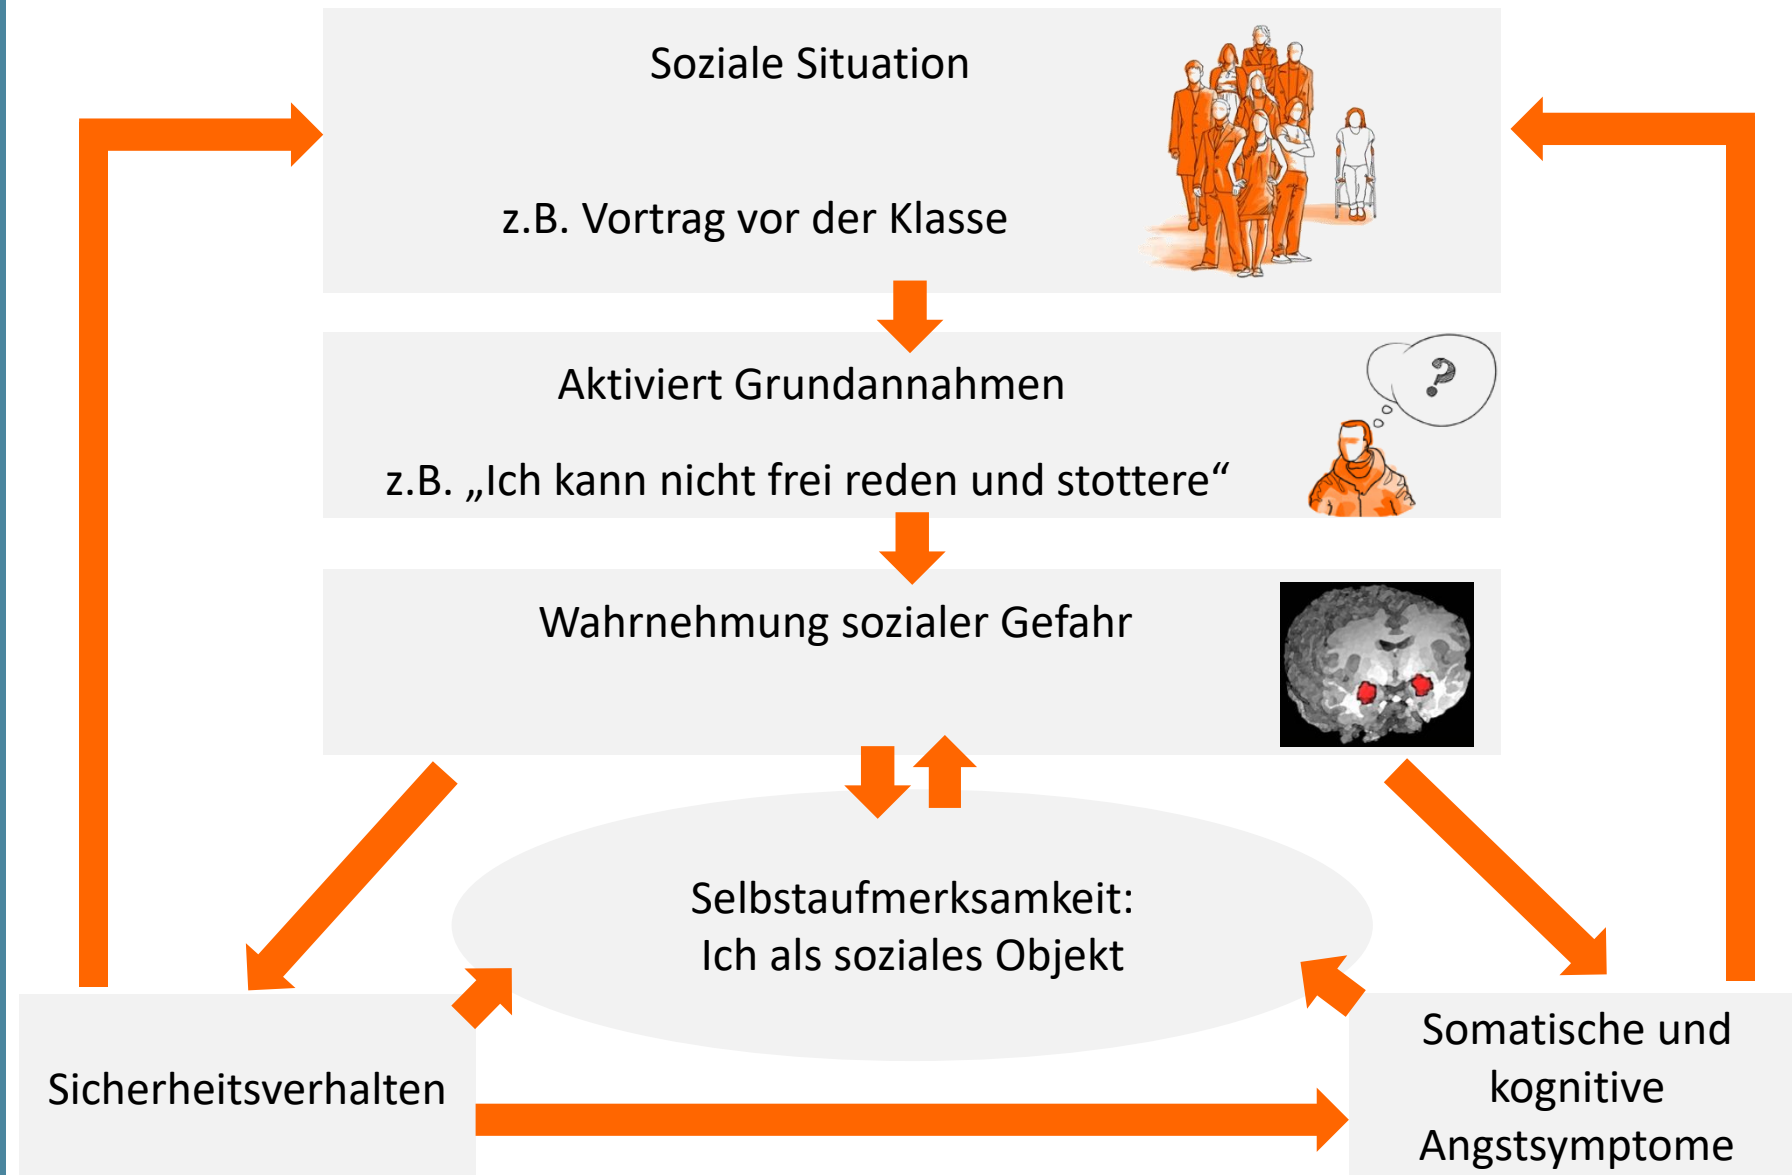 Soziale Situation
z.B. Vortrag vor der Klasse
Aktiviert Grundannahmen
?
z.B. „Ich kann nicht frei reden und stottere“
Wahrnehmung sozialer Gefahr
Selbstaufmerksamkeit:
Ich als soziales Objekt
Sicherheitsverhalten
Somatische und
kognitive
Angstsymptome